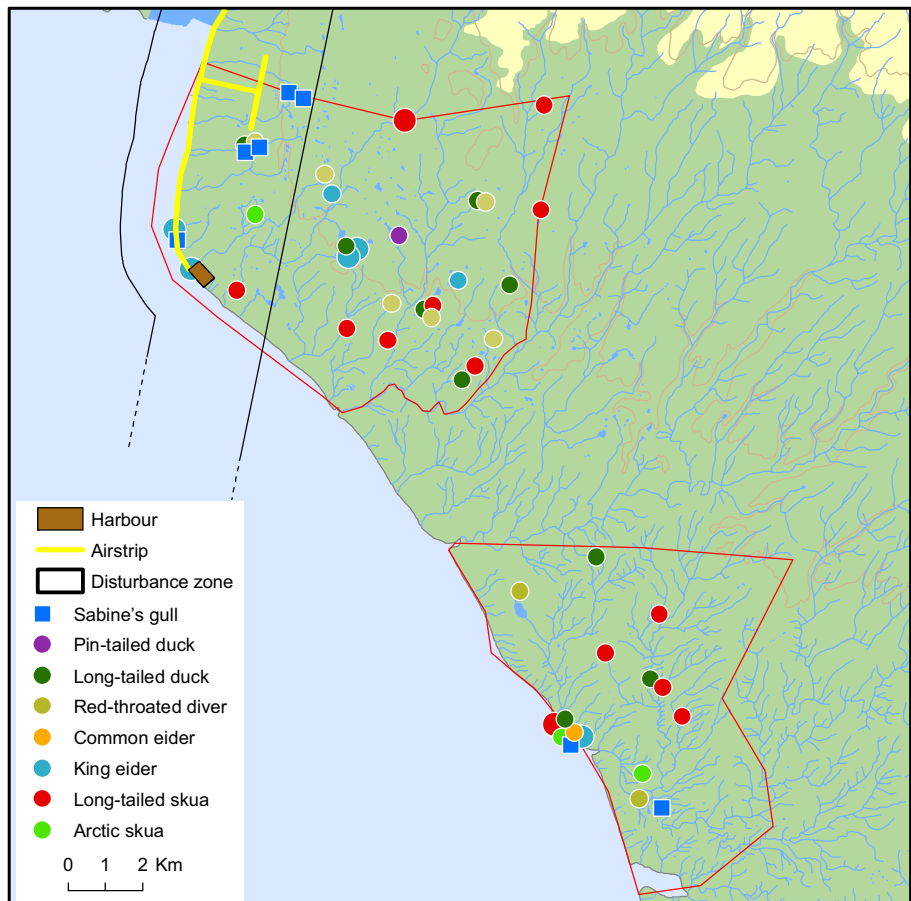 Harbour
Airstrip
Disturbance zone
Sabine's gull
Pin-tailed duck
Long-tailed duck
Red-throated diver
Common eider
King eider
Long-tailed skua
Arctic skua
0 1 2 Km